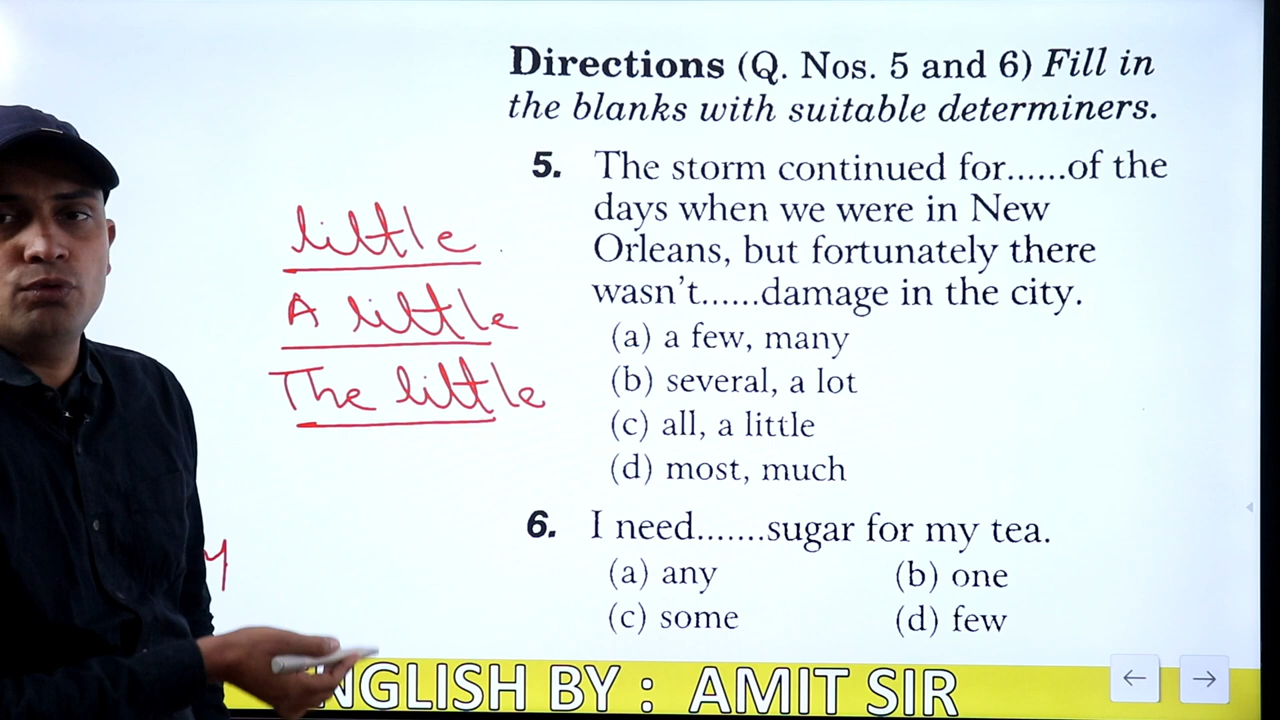 Directions (Q. Nos. 5 and 6) Fill in
the blanks with suitable determiners.
5. The storm continued for......of the
days when we were in New
Orleans, but fortunately there
wasn't......damage in the city.
(a) a few, many
(b) several, a lot
(c) all, a little
(d) most, much
6. I need.......sugar for my tea.
(a) any (b) one
(c) some (d) few
little
A little
The little
y
NGLISH BY : AMIT SIR